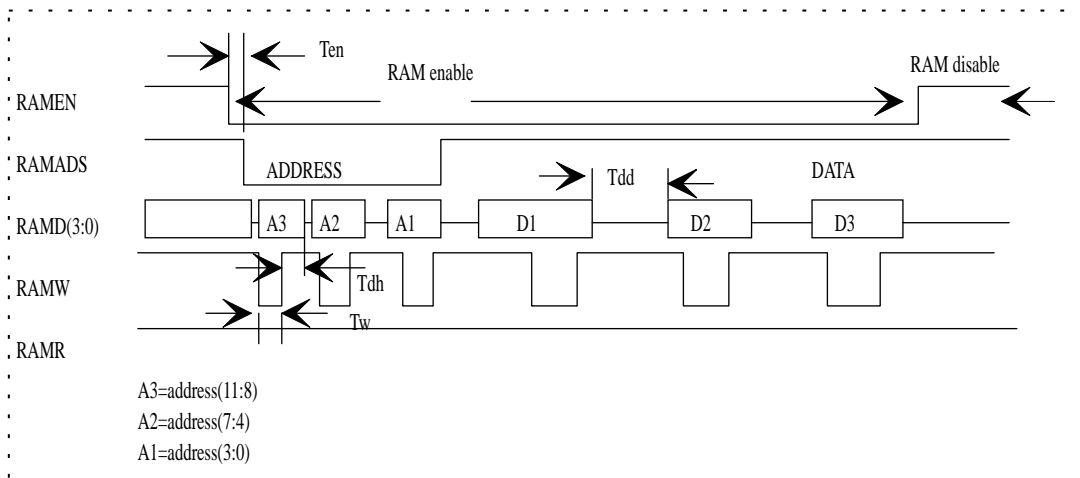 Ten
RAM enable
RAM disable
RAMEN
RAMADS
ADDRESS
Tdd
DATA
RAMD(3:0)
A3
A2
A1
D1
D2
D3
RAMW
Tdh
Tw
RAMR
A3=address(11:8)
A2=address(7:4)
A1=address(3:0)